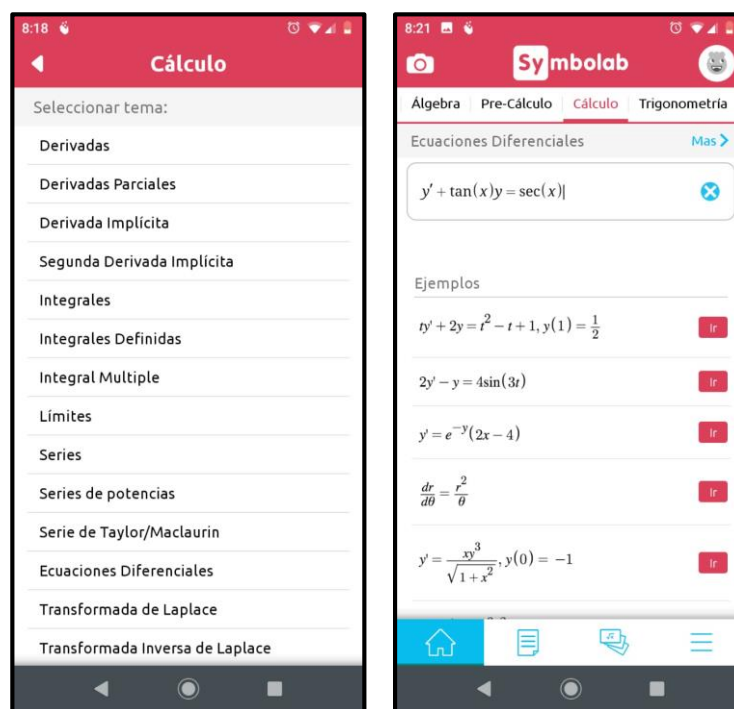 8:18
Cálculo
Seleccionar tema:
Derivadas
Derivadas Parciales
Derivada Implícita
Segunda Derivada Implícita
Integrales
Integrales Definidas
Integral Multiple
Límites
Series
Series de potencias
Serie de Taylor/Maclaurin
Ecuaciones Diferenciales
Transformada de Laplace
Transformada Inversa de Laplace
8:21
Symbolab
Álgebra Pre-Cálculo Cálculo Trigonometría
Ecuaciones Diferenciales Mas >
y′ + tan(x)y = sec(x)|
Ejemplos
ty' + 2y = t² − t + 1, y(1) = 1/2 Ir
2y' − y = 4sin(3t) Ir
y' = e^−y(2x − 4) Ir
dr/dθ = r²/θ Ir
y' = xy³/√(1 + x²), y(0) = −1 Ir